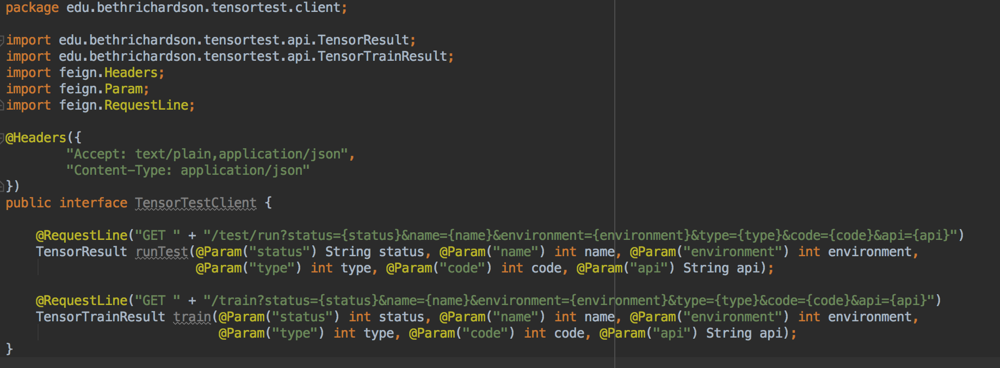 package edu.bethrichardson.tensortest.client;
import edu.bethrichardson.tensortest.api.TensorResult;
import edu.bethrichardson.tensortest.api.TensorTrainResult;
import feign.Headers;
import feign.Param;
import feign.RequestLine;
@Headers({
"Accept: text/plain,application/json",
"Content-Type: application/json"
})
public interface TensorTestClient {
@RequestLine("GET " + "/test/run?status={status}&name={name}&environment={environment}&type={type}&code={code}&api={api}")
TensorResult runTest(@Param("status") String status, @Param("name") int name, @Param("environment") int environment,
@Param("type") int type, @Param("code") int code, @Param("api") String api);
@RequestLine("GET " + "/train?status={status}&name={name}&environment={environment}&type={type}&code={code}&api={api}")
TensorTrainResult train(@Param("status") int status, @Param("name") int name, @Param("environment") int environment,
@Param("type") int type, @Param("code") int code, @Param("api") String api);
}